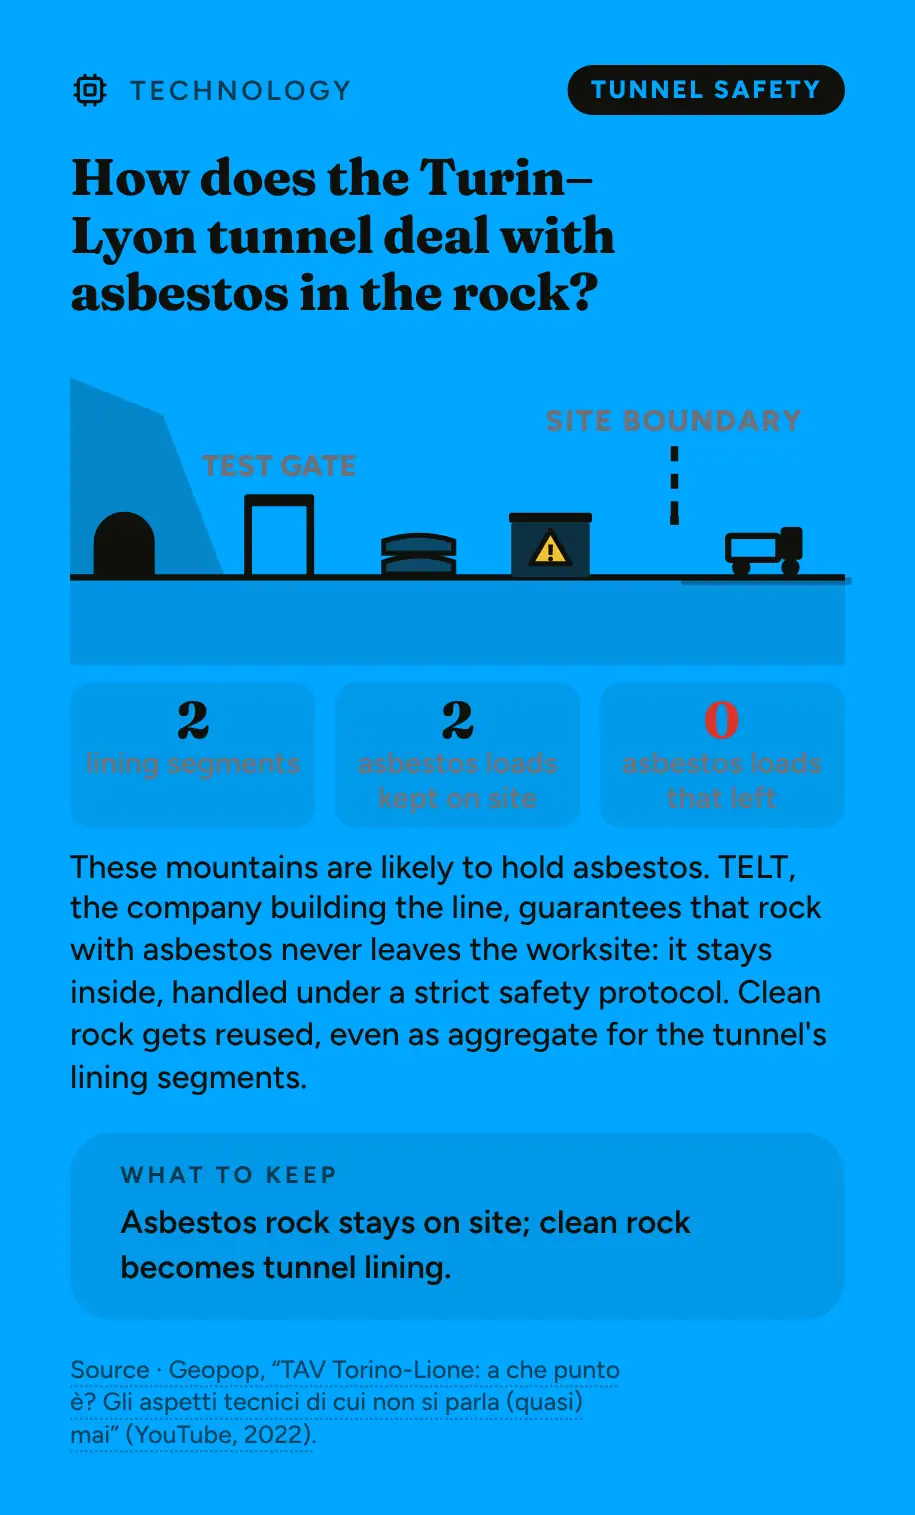 TECHNOLOGY
TUNNEL SAFETY
How does the Turin–
Lyon tunnel deal with
asbestos in the rock?
SITE BOUNDARY
TEST GATE
2
lining segments
2
asbestos loads
kept on site
0
asbestos loads
that left
These mountains are likely to hold asbestos. TELT,
the company building the line, guarantees that rock
with asbestos never leaves the worksite: it stays
inside, handled under a strict safety protocol. Clean
rock gets reused, even as aggregate for the tunnel's
lining segments.
WHAT TO KEEP
Asbestos rock stays on site; clean rock
becomes tunnel lining.
Source · Geopop, “TAV Torino-Lione: a che punto
è? Gli aspetti tecnici di cui non si parla (quasi)
mai” (YouTube, 2022).